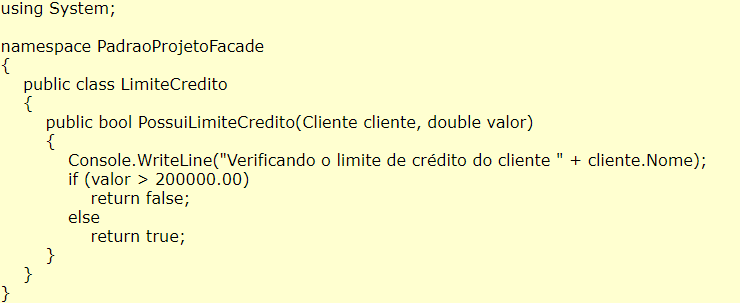 using System;
namespace PadraoProjetoFacade
{
public class LimiteCredito
{
public bool PossuiLimiteCredito(Cliente cliente, double valor)
{
Console.WriteLine("Verificando o limite de crédito do cliente " + cliente.Nome);
if (valor > 200000.00)
return false;
else
return true;
}
}
}